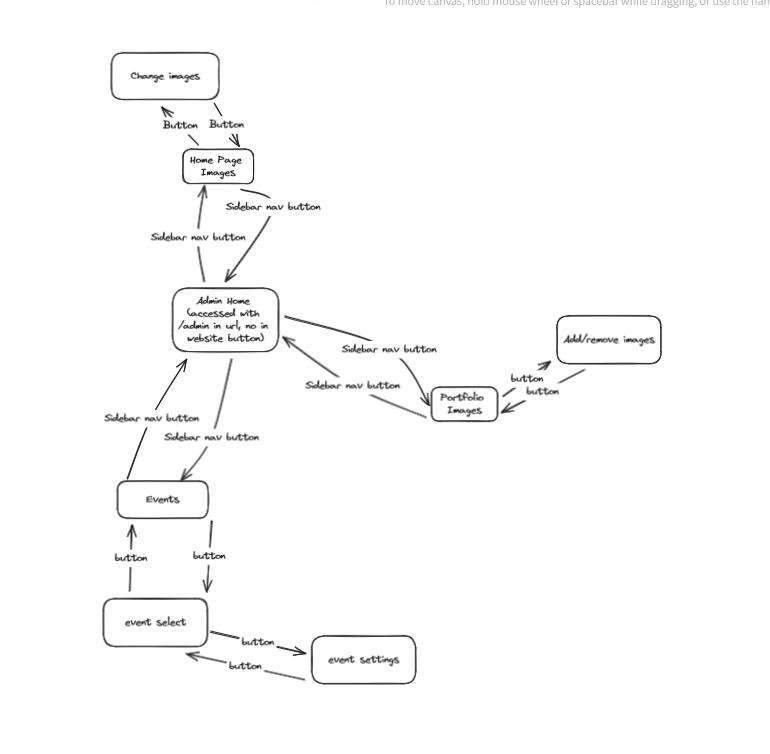 To move canvas, hold mouse wheel or spacebar while dragging, or use the han
Change images
Button
Button
Home Page
Images
Sidebar nav button
Sidebar nav button
Admin Home
(accessed with
/admin in url, no in
website button)
Add/remove images
Sidebar nav button
button
Sidebar nav button
button
Portfolio
Images
Sidebar nav button
Sidebar nav button
Events
button
button
event select
button
event settings
button